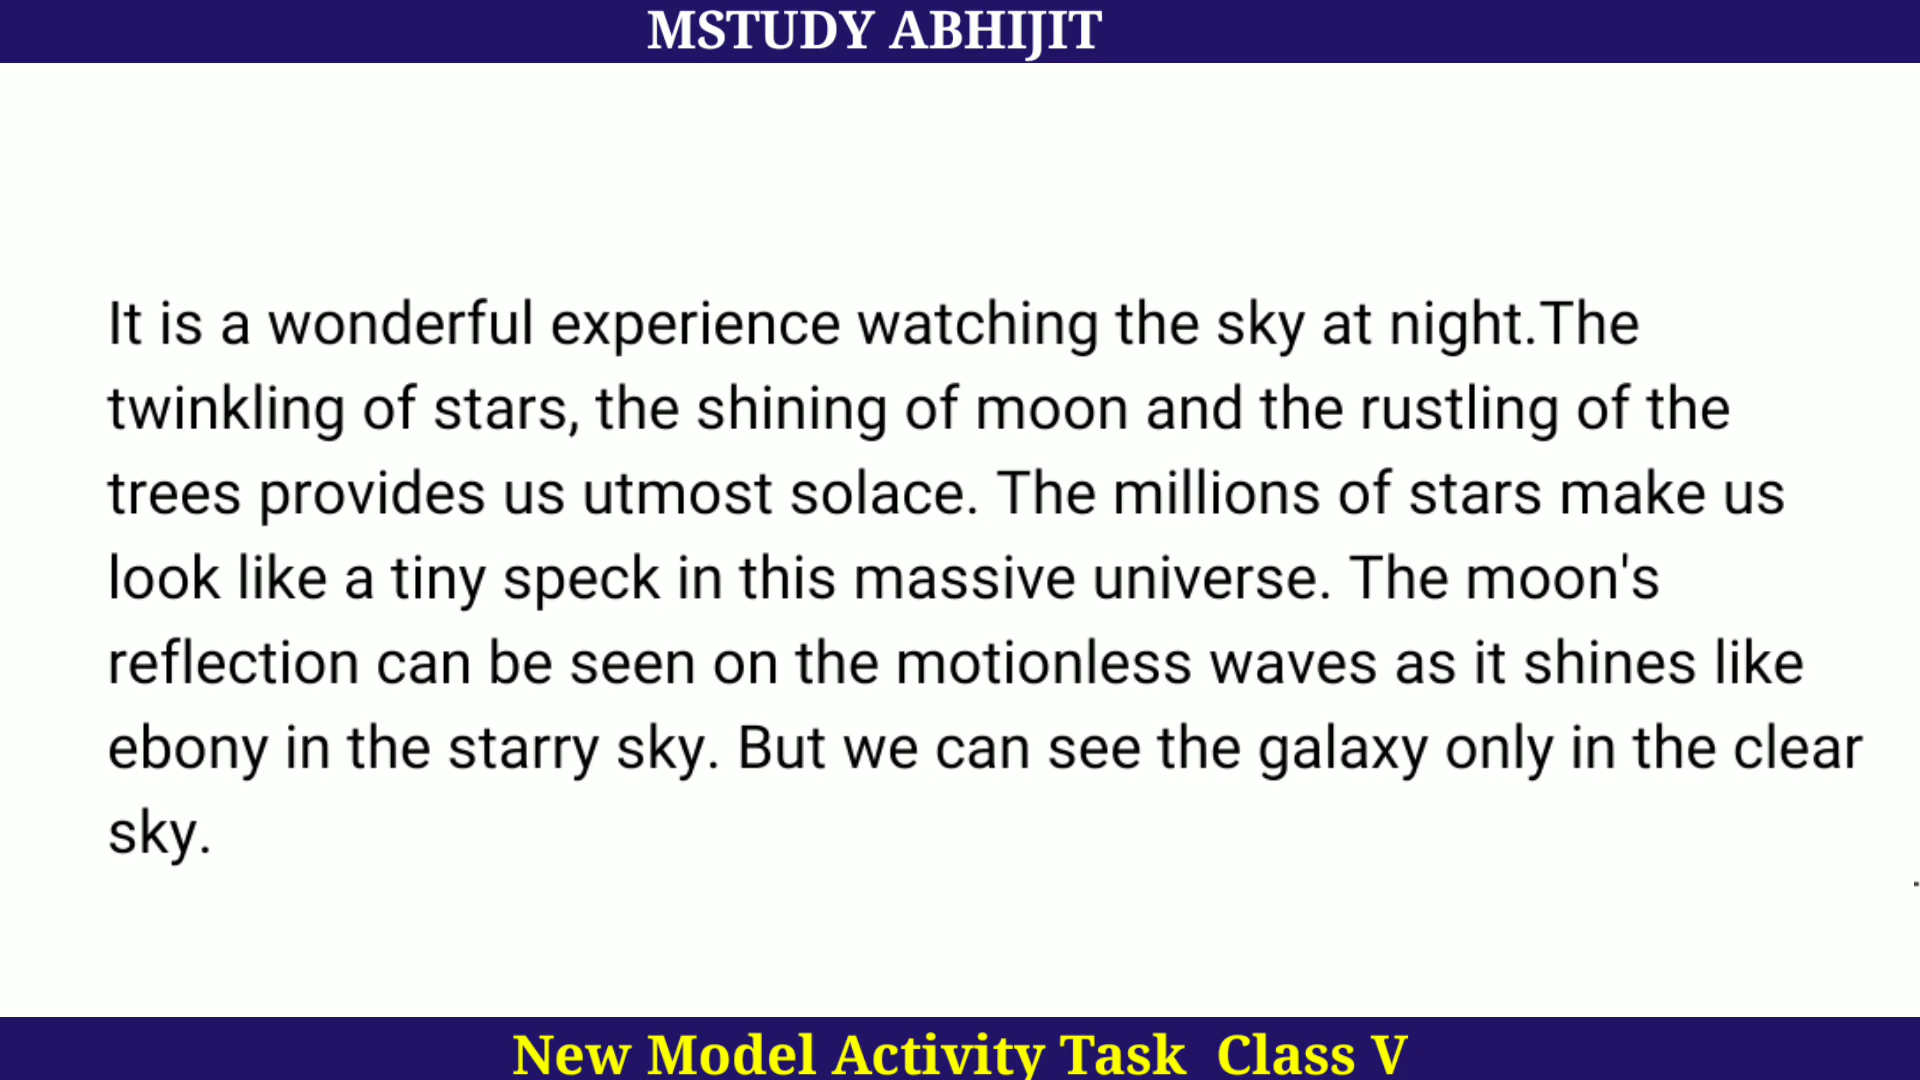 MSTUDY ABHIJIT
It is a wonderful experience watching the sky at night.The
twinkling of stars, the shining of moon and the rustling of the
trees provides us utmost solace. The millions of stars make us
look like a tiny speck in this massive universe. The moon's
reflection can be seen on the motionless waves as it shines like
ebony in the starry sky. But we can see the galaxy only in the clear
sky.
New Model Activity Task  Class V